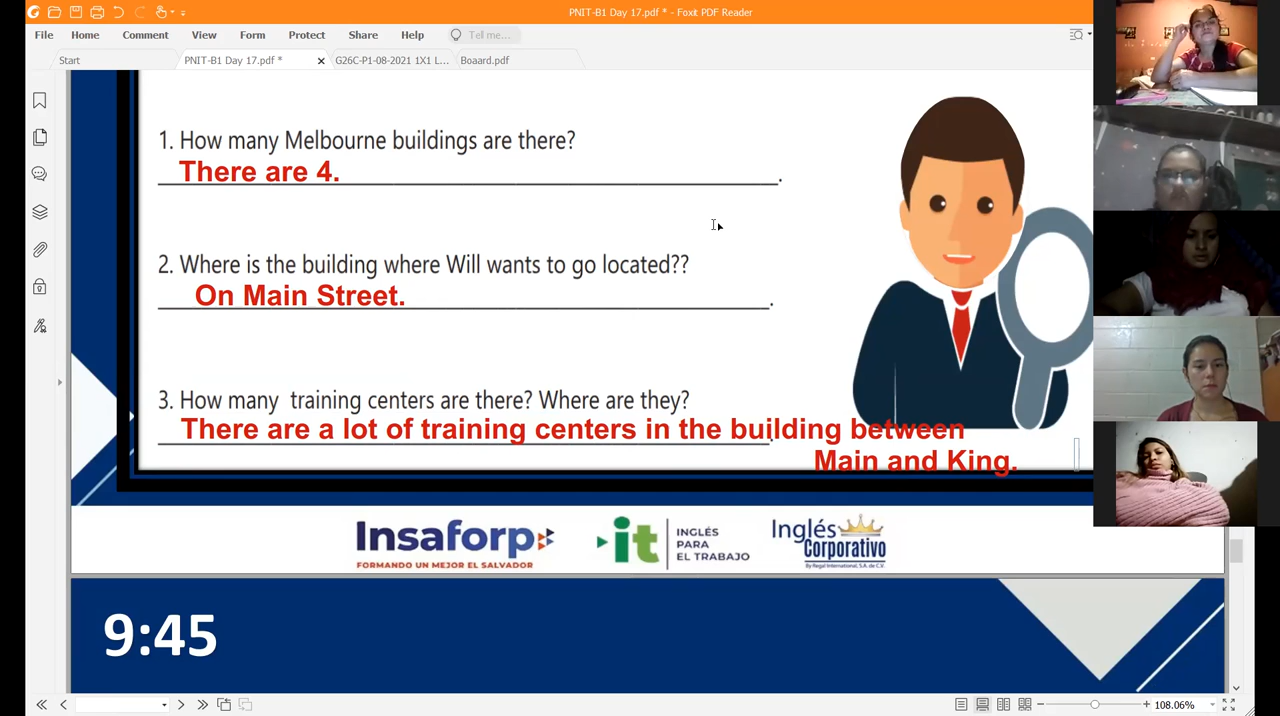 PNIT-B1 Day 17.pdf * - Foxit PDF Reader
File Home Comment View Form Protect Share Help Tell me...
Start PNIT-B1 Day 17.pdf * G26C-P1-08-2021 1X1 L... Boaard.pdf
1. How many Melbourne buildings are there?
There are 4.
2. Where is the building where Will wants to go located??
On Main Street.
3. How many training centers are there? Where are they?
There are a lot of training centers in the building between
Main and King.
Insaforp
FORMANDO UN MEJOR EL SALVADOR
it
INGLÉS
PARA
EL TRABAJO
Inglés
Corporativo
By Regal International, S.A. de C.V.
9:45
108.06%